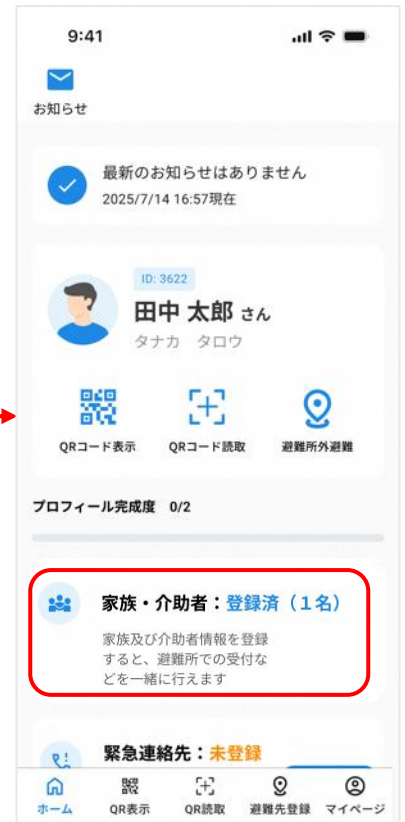 9:41
お知らせ
最新のお知らせはありません
2025/7/14 16:57現在
ID: 3622
田中 太郎 さん
タナカ　タロウ
QRコード表示 QRコード読取 避難所外避難
プロフィール完成度 0/2
家族・介助者：登録済（1名）
家族及び介助者情報を登録
すると、避難所での受付な
どを一緒に行えます
緊急連絡先：未登録
ホーム QR表示 QR読取 避難先登録 マイページ